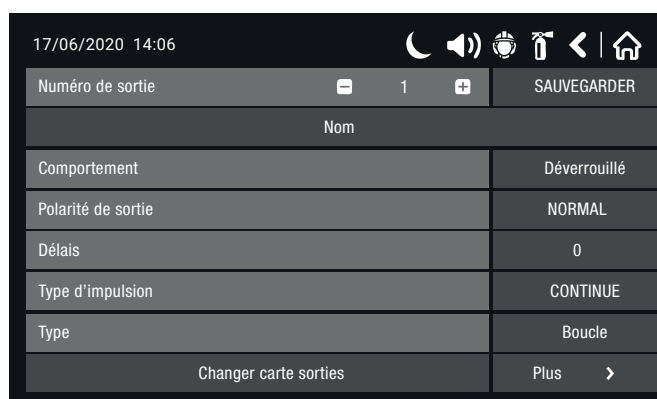 17/06/2020 14:06
Numéro de sortie 1 SAUVEGARDER
Nom
Comportement Déverrouillé
Polarité de sortie NORMAL
Délais 0
Type d'impulsion CONTINUE
Type Boucle
Changer carte sorties Plus